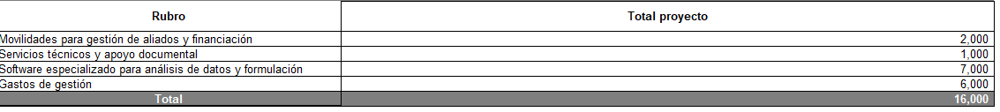 Rubro Total proyecto
Movilidades para gestión de aliados y financiación 2,000
Servicios técnicos y apoyo documental 1,000
Software especializado para análisis de datos y formulación 7,000
Gastos de gestión 6,000
Total 16,000